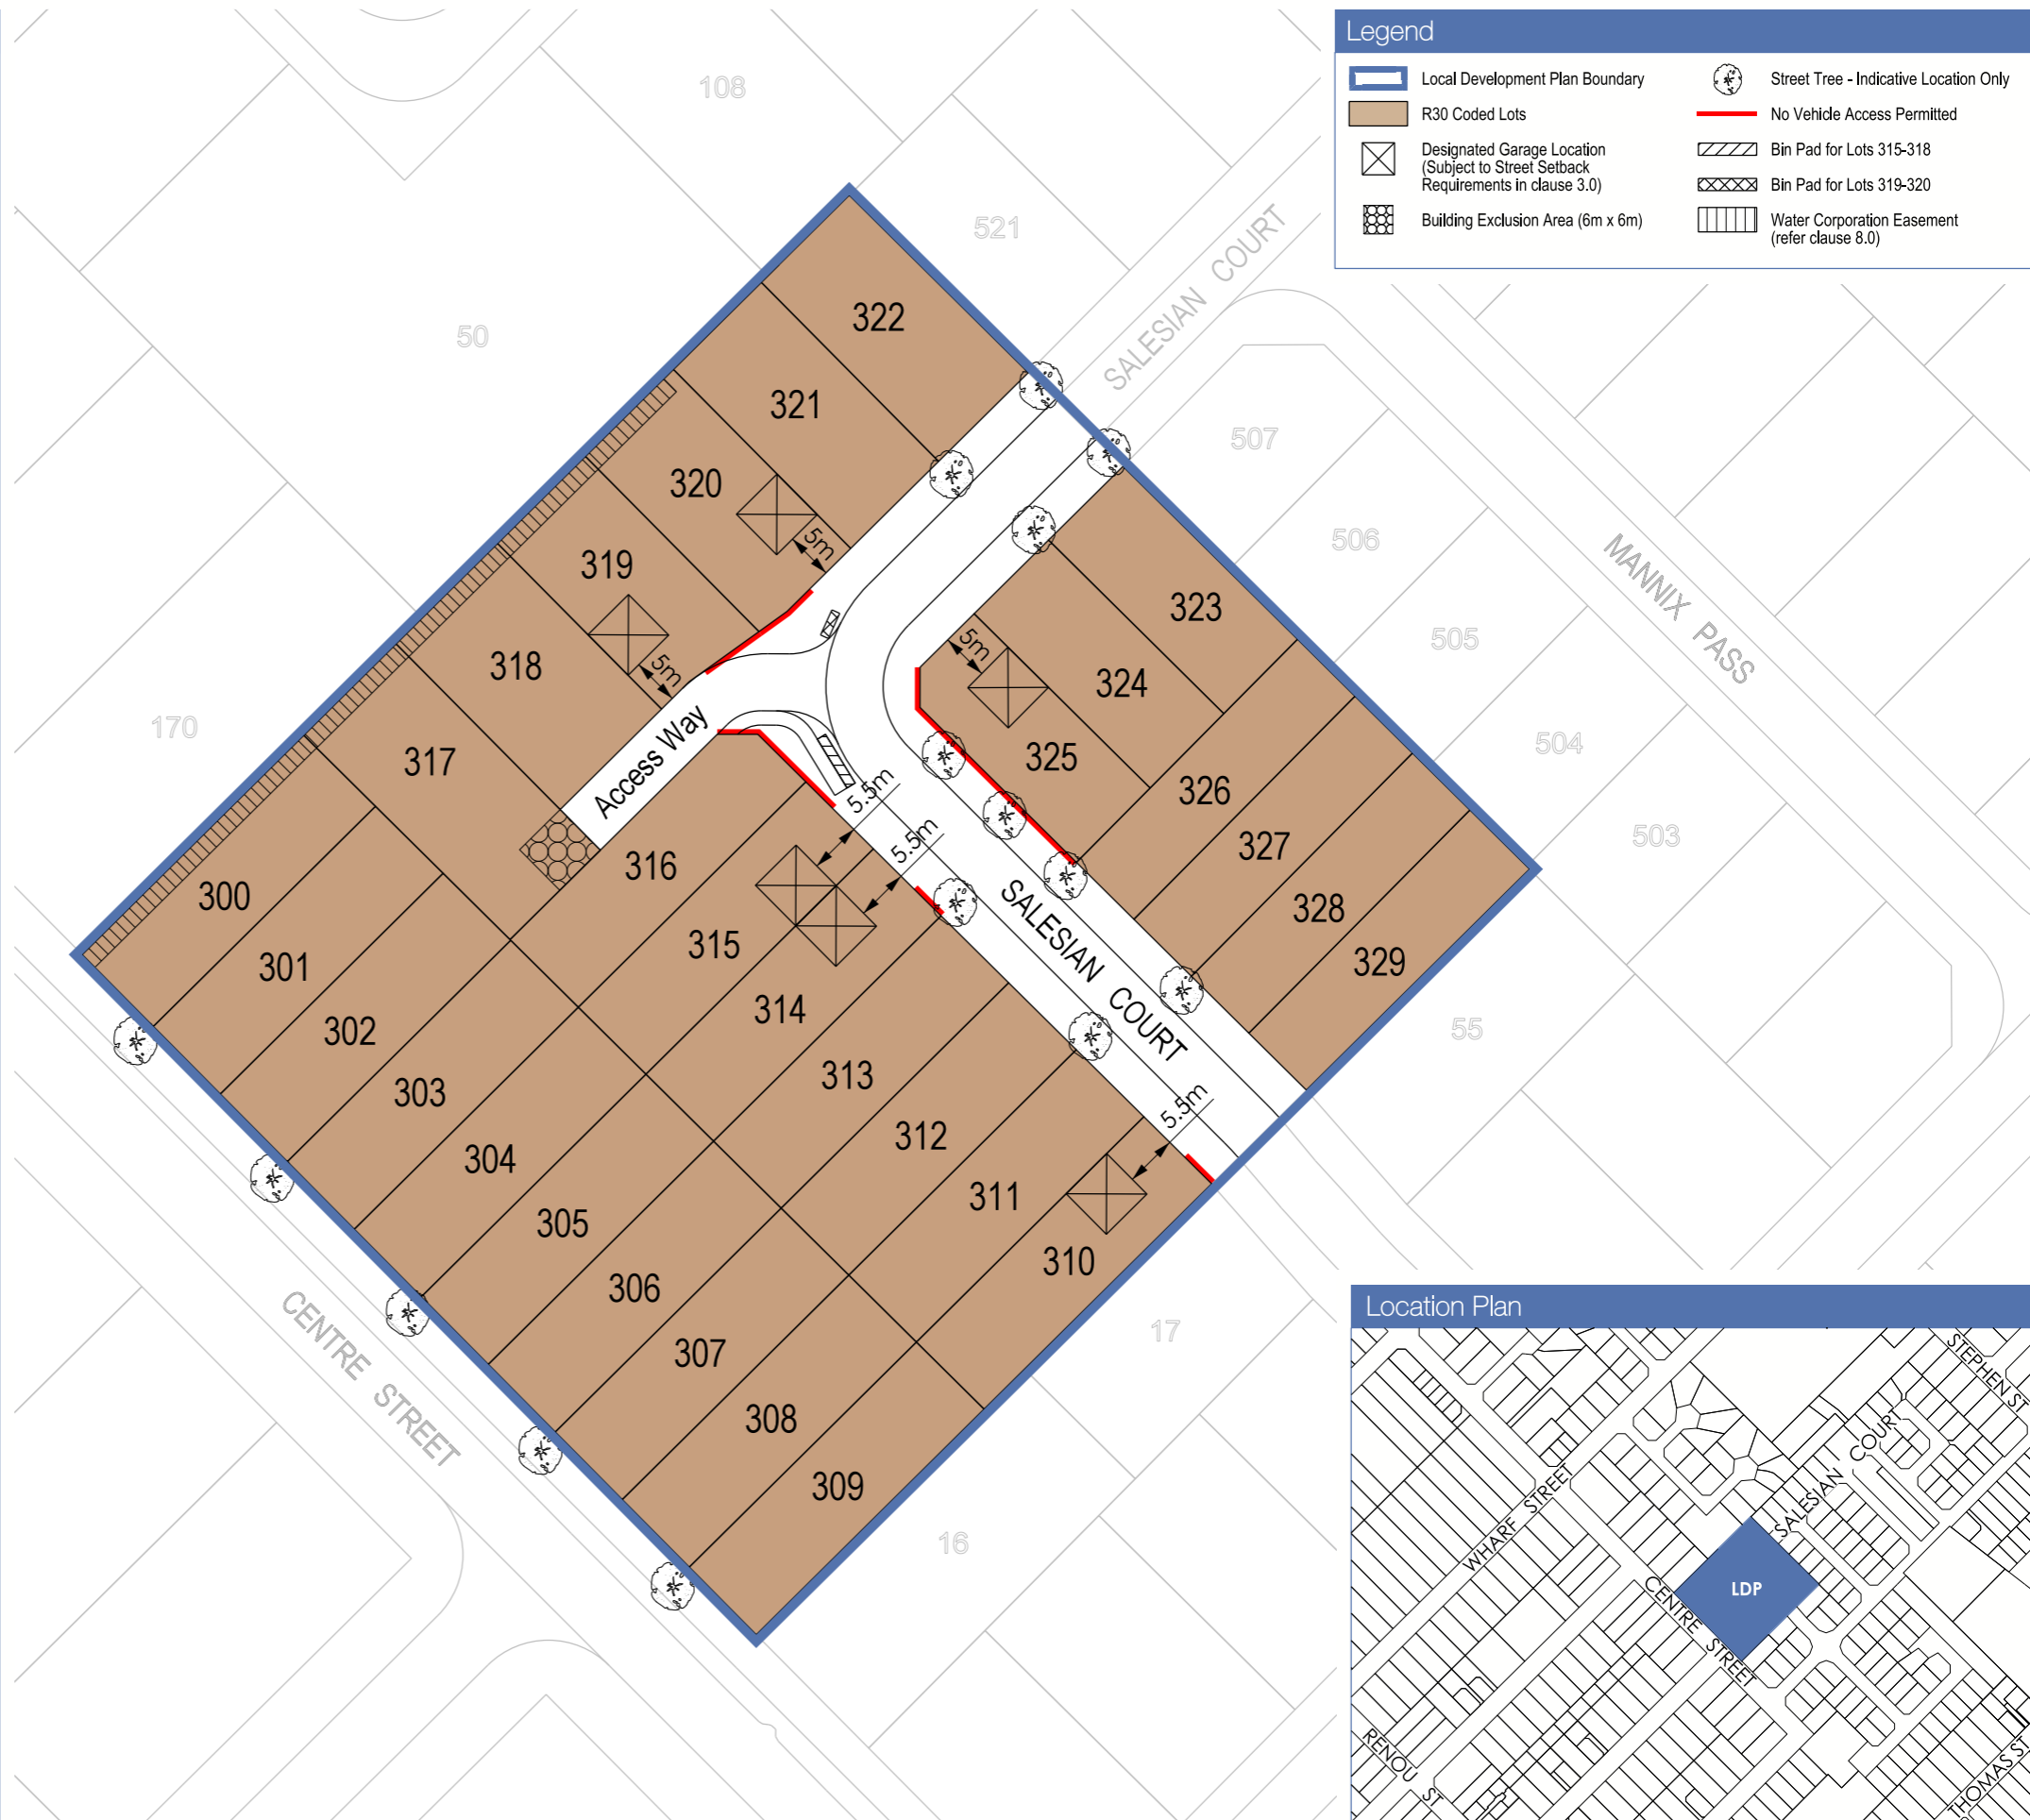 Legend
Local Development Plan Boundary
R30 Coded Lots
Designated Garage Location
(Subject to Street Setback
Requirements in clause 3.0)
Building Exclusion Area (6m x 6m)
Street Tree - Indicative Location Only
No Vehicle Access Permitted
Bin Pad for Lots 315-318
Bin Pad for Lots 319-320
Water Corporation Easement
(refer clause 8.0)
108
521
SALESIAN COURT
50
322
321
507
320
506
MANNIX PASS
5m
319
323
505
5m
318
5m
324
170
504
317
Access Way
325
5.5m
326
503
5.5m
327
316
300
SALESIAN COURT
328
315
301
329
314
302
55
313
303
5.5m
312
304
311
305
310
306
17
CENTRE STREET
307
308
309
16
Location Plan
STEPHEN ST
SALESIAN COURT
WHARF STREET
LDP
CENTRE STREET
RENOU ST
THOMAS ST